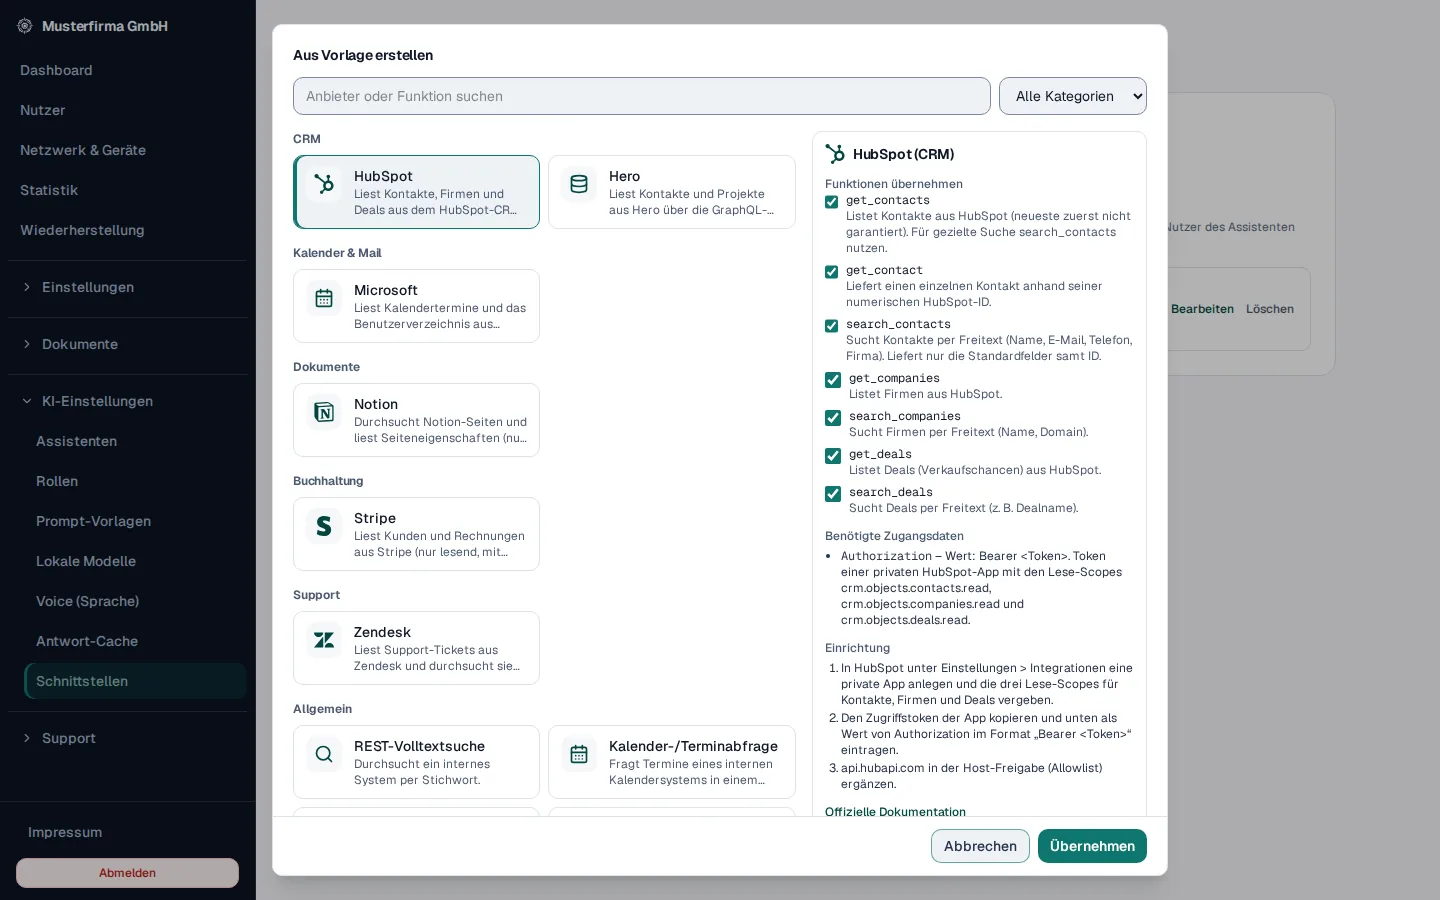 Musterfirma GmbH
Dashboard
Nutzer
Netzwerk & Geräte
Statistik
Wiederherstellung
Einstellungen
Dokumente
KI-Einstellungen
Assistenten
Rollen
Prompt-Vorlagen
Lokale Modelle
Voice (Sprache)
Antwort-Cache
Schnittstellen
Support
Impressum
Abmelden
Aus Vorlage erstellen
Anbieter oder Funktion suchen
Alle Kategorien
CRM
HubSpot
Liest Kontakte, Firmen und
Deals aus dem HubSpot-CR...
Hero
Liest Kontakte und Projekte
aus Hero über die GraphQL-...
Kalender & Mail
Microsoft
Liest Kalendertermine und das
Benutzerverzeichnis aus...
Dokumente
Notion
Durchsucht Notion-Seiten und
liest Seiteneigenschaften (nu...
Buchhaltung
Stripe
Liest Kunden und Rechnungen
aus Stripe (nur lesend, mit...
Support
Zendesk
Liest Support-Tickets aus
Zendesk und durchsucht sie...
Allgemein
REST-Volltextsuche
Durchsucht ein internes
System per Stichwort.
Kalender-/Terminabfrage
Fragt Termine eines internen
Kalendersystems in einem...
HubSpot (CRM)
Funktionen übernehmen
get_contacts
Listet Kontakte aus HubSpot (neueste zuerst nicht
garantiert). Für gezielte Suche search_contacts
nutzen.
get_contact
Liefert einen einzelnen Kontakt anhand seiner
numerischen HubSpot-ID.
search_contacts
Sucht Kontakte per Freitext (Name, E-Mail, Telefon,
Firma). Liefert nur die Standardfelder samt ID.
get_companies
Listet Firmen aus HubSpot.
search_companies
Sucht Firmen per Freitext (Name, Domain).
get_deals
Listet Deals (Verkaufschancen) aus HubSpot.
search_deals
Sucht Deals per Freitext (z. B. Dealname).
Benötigte Zugangsdaten
• Authorization – Wert: Bearer <Token>. Token
einer privaten HubSpot-App mit den Lese-Scopes
crm.objects.contacts.read,
crm.objects.companies.read und
crm.objects.deals.read.
Einrichtung
1. In HubSpot unter Einstellungen > Integrationen eine
private App anlegen und die drei Lese-Scopes für
Kontakte, Firmen und Deals vergeben.
2. Den Zugriffstoken der App kopieren und unten als
Wert von Authorization im Format „Bearer <Token>“
eintragen.
3. api.hubapi.com in der Host-Freigabe (Allowlist)
ergänzen.
Offizielle Dokumentation
Abbrechen
Übernehmen
Nutzer des Assistenten
Bearbeiten
Löschen